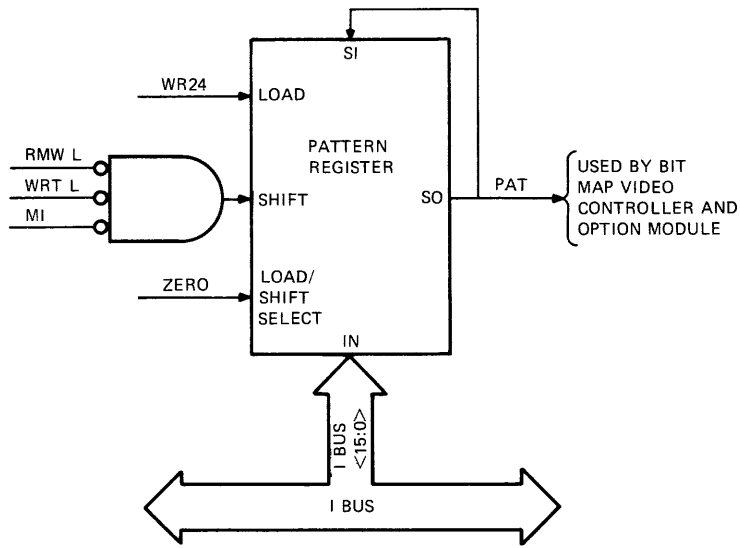 SI
WR24
LOAD
PATTERN
REGISTER
RMW L
WRT L
MI
SHIFT
SO
PAT
USED BY BIT
MAP VIDEO
CONTROLLER AND
OPTION MODULE
ZERO
LOAD/
SHIFT
SELECT
IN
I BUS
<15:0>
I BUS